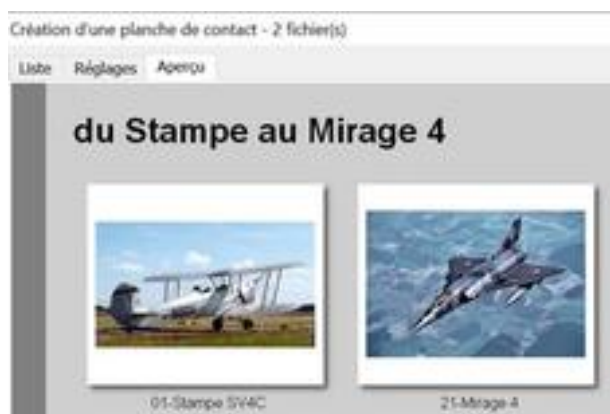 Création d'une planche de contact - 2 fichier(s)
Liste Réglages Aperçu
du Stampe au Mirage 4
01-Stampe SV4C 21-Mirage 4